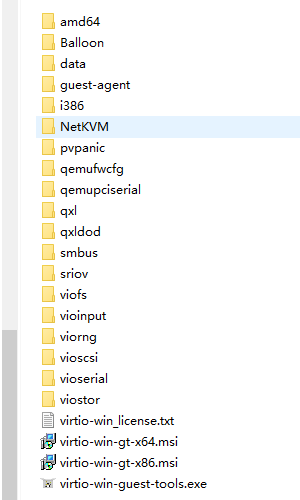 amd64
Balloon
data
guest-agent
i386
NetKVM
pvpanic
qemufwcfg
qemupciserial
qxl
qxldod
smbus
sriov
viofs
vioinput
viorng
vioscsi
vioserial
viostor
virtio-win_license.txt
virtio-win-gt-x64.msi
virtio-win-gt-x86.msi
virtio-win-guest-tools.exe